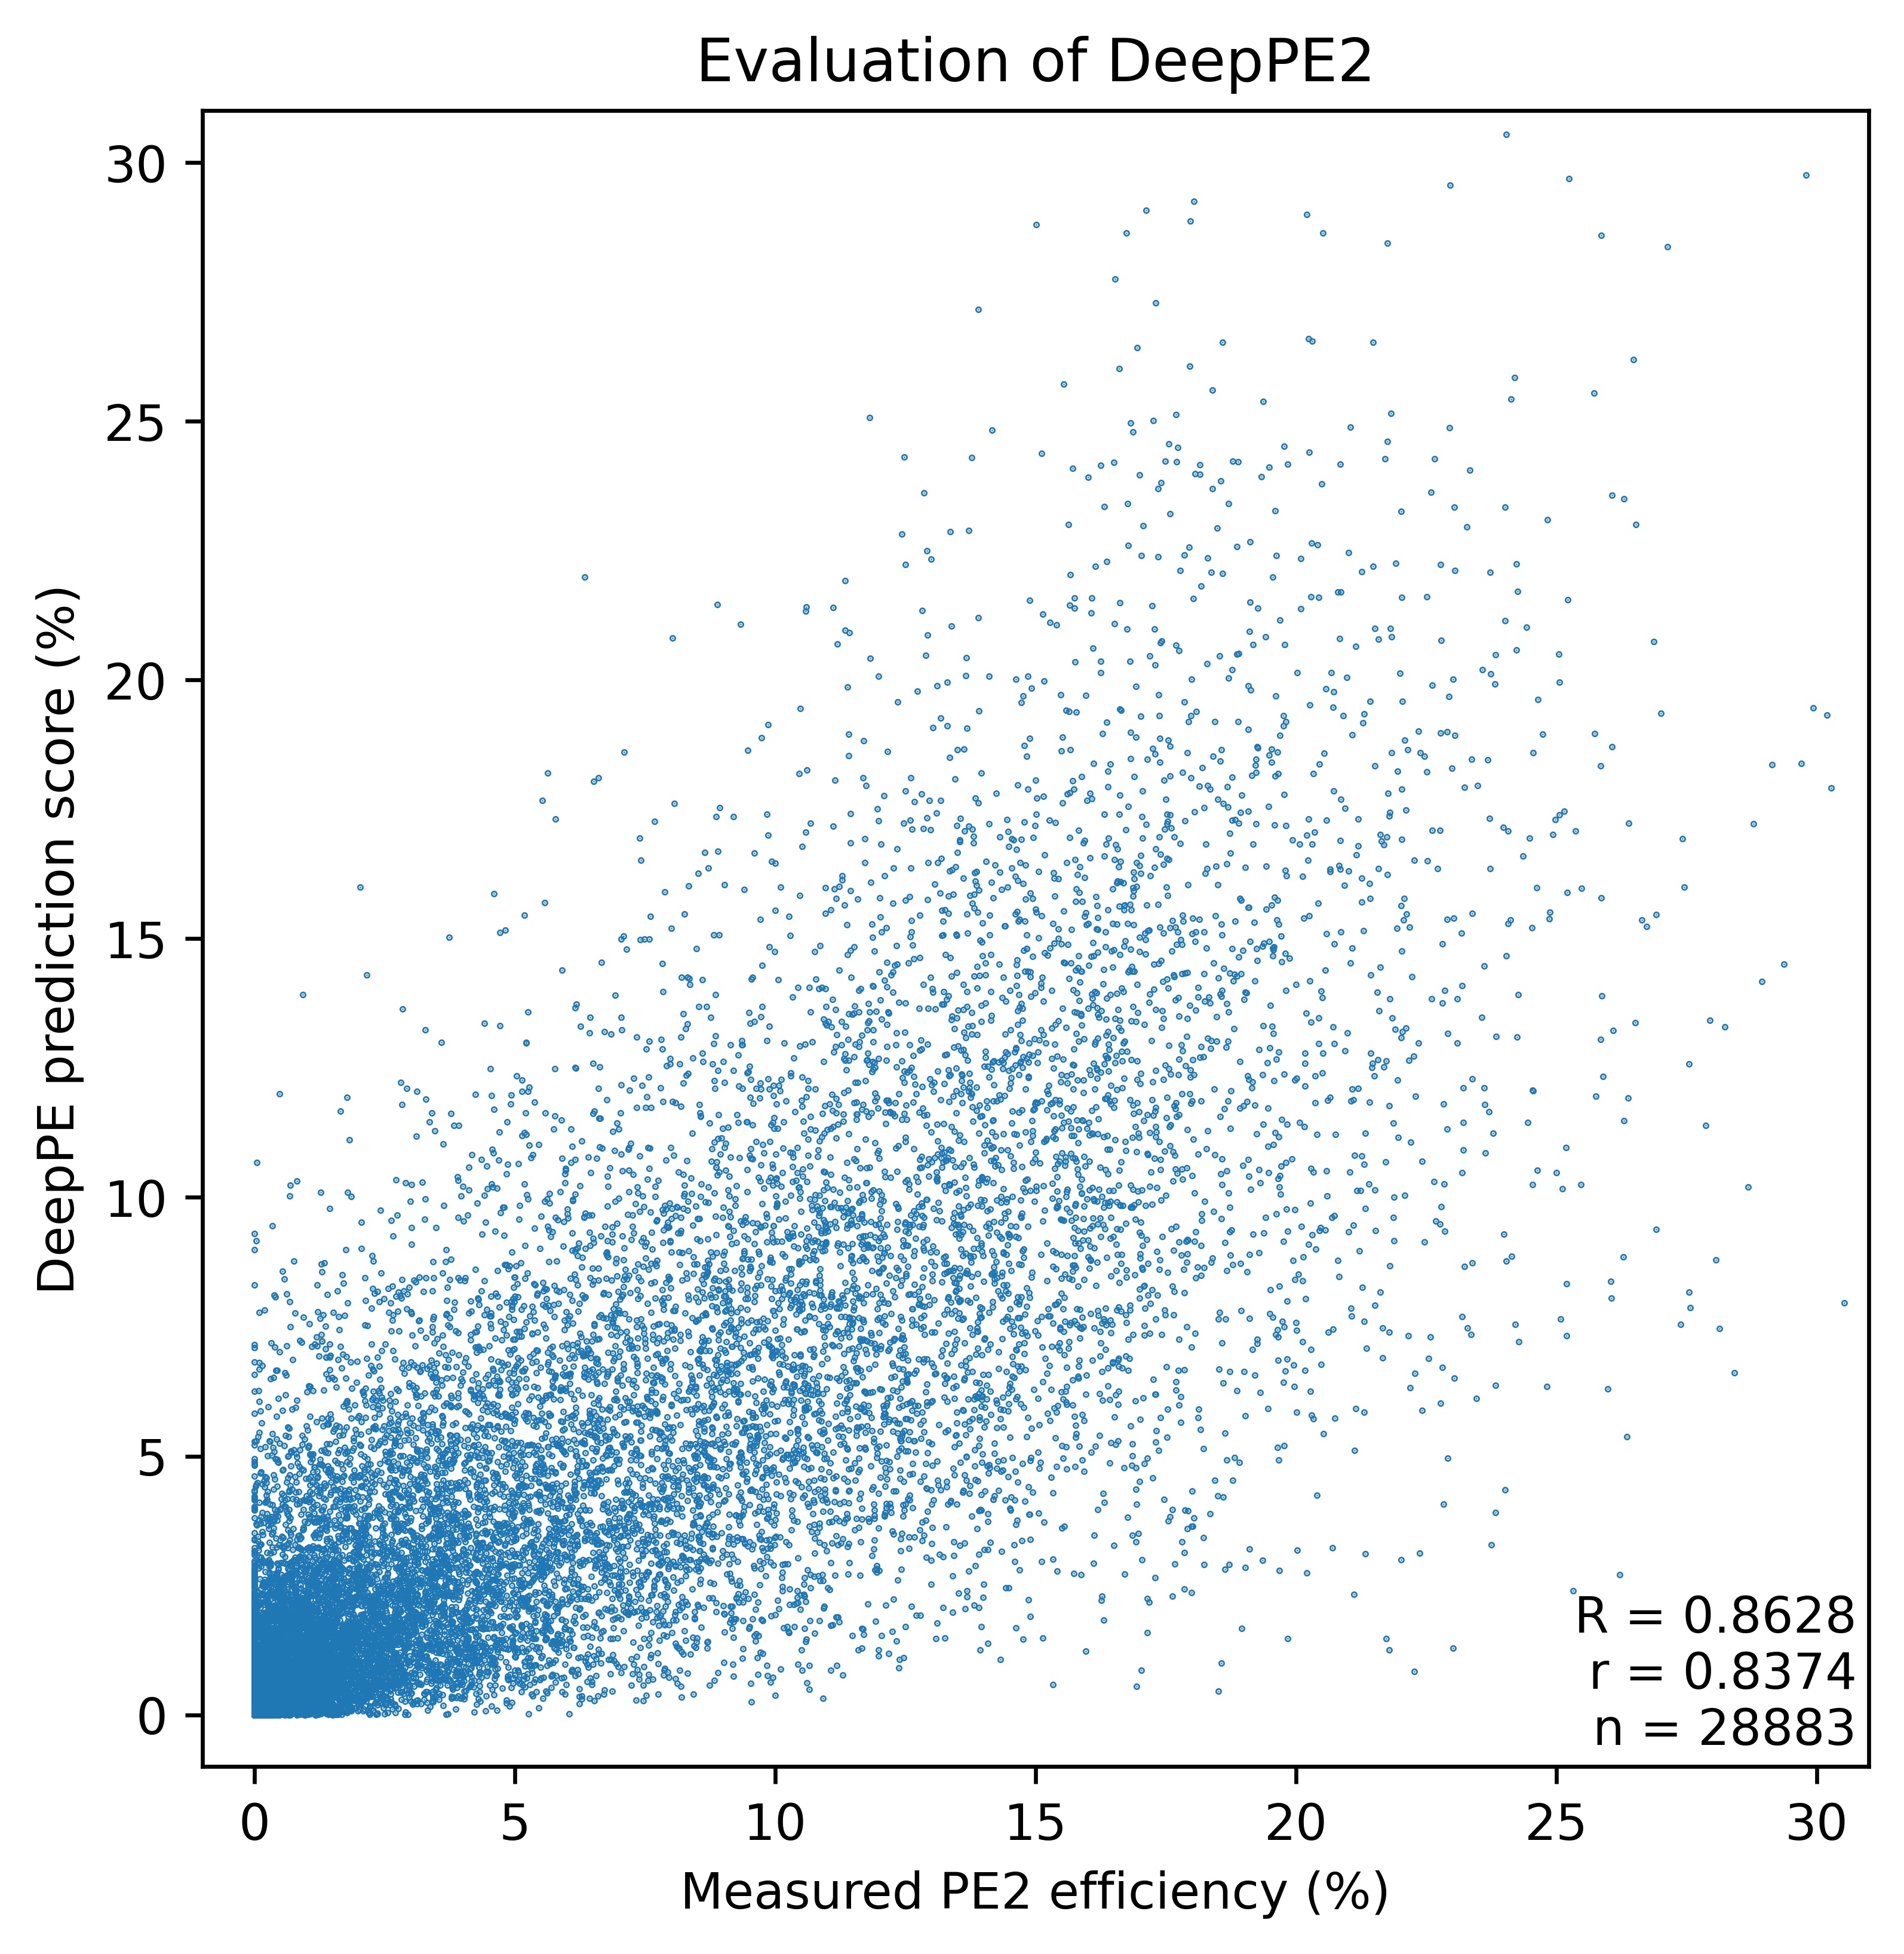 Evaluation of DeepPE2
DeepPE prediction score (%)
30
25
20
15
10
5
0
R = 0.8628
r = 0.8374
n = 28883
0 5 10 15 20 25 30
Measured PE2 efficiency (%)